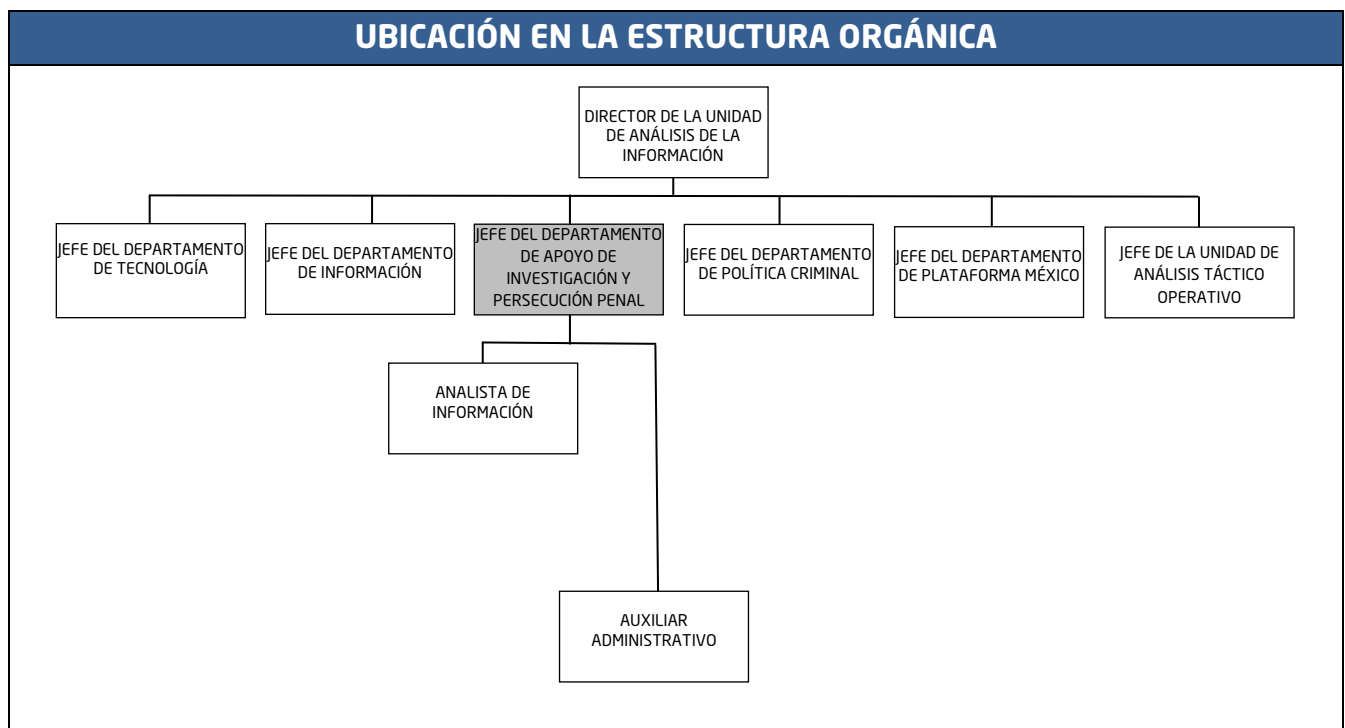 UBICACIÓN EN LA ESTRUCTURA ORGÁNICA
DIRECTOR DE LA UNIDAD
DE ANÁLISIS DE LA
INFORMACIÓN
JEFE DEL DEPARTAMENTO
DE TECNOLOGÍA
JEFE DEL DEPARTAMENTO
DE INFORMACIÓN
JEFE DEL DEPARTAMENTO
DE APOYO DE
INVESTIGACIÓN Y
PERSECUCIÓN PENAL
JEFE DEL DEPARTAMENTO
DE POLÍTICA CRIMINAL
JEFE DEL DEPARTAMENTO
DE PLATAFORMA MÉXICO
JEFE DE LA UNIDAD DE
ANÁLISIS TÁCTICO
OPERATIVO
ANALISTA DE
INFORMACIÓN
AUXILIAR
ADMINISTRATIVO